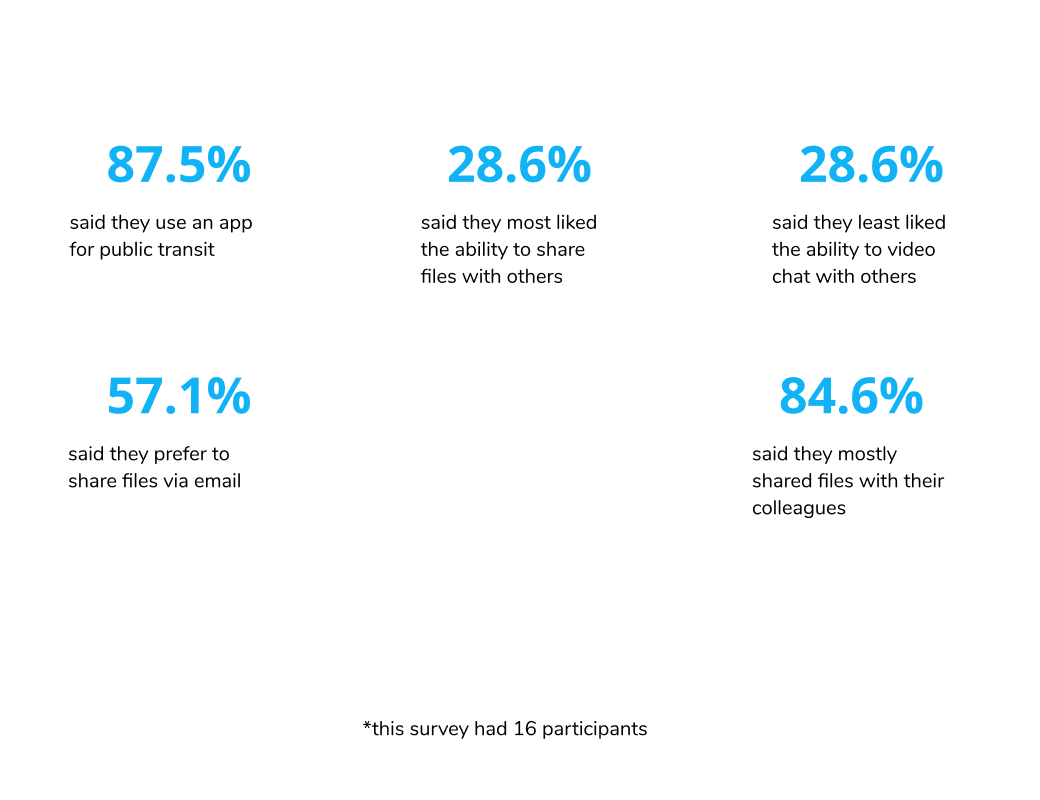 87.5%
said they use an app
for public transit
28.6%
said they most liked
the ability to share
files with others
28.6%
said they least liked
the ability to video
chat with others
57.1%
said they prefer to
share files via email
84.6%
said they mostly
shared files with their
colleagues
*this survey had 16 participants